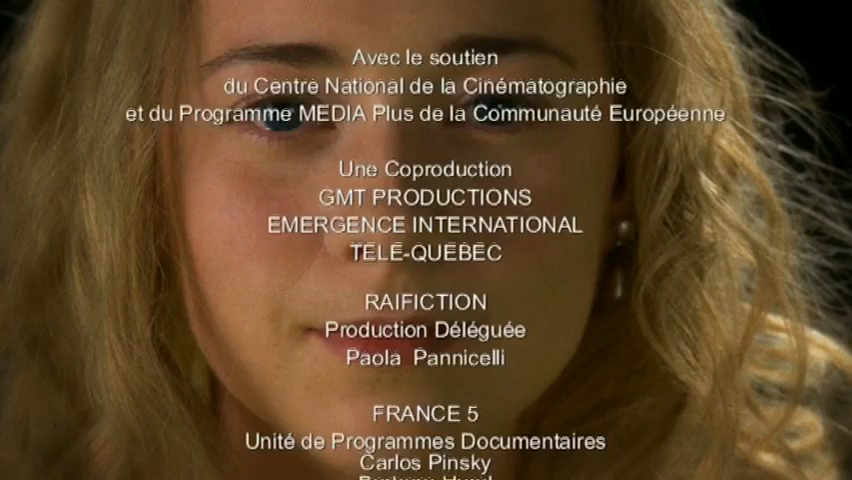 Avec le soutien
du Centre National de la Cinématographie
et du Programme MEDIA Plus de la Communauté Européenne
Une Coproduction
GMT PRODUCTIONS
EMERGENCE INTERNATIONAL
TÉLÉ-QUÉBEC
RAIFICTION
Production Déléguée
Paola Pannicelli
FRANCE 5
Unité de Programmes Documentaires
Carlos Pinsky